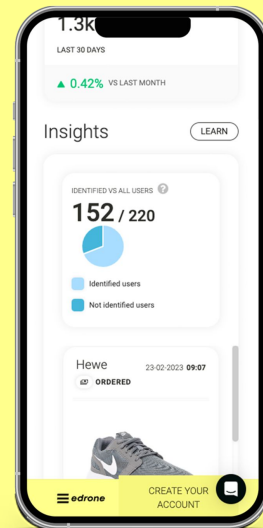 1.3k
LAST 30 DAYS
▲ 0.42% VS LAST MONTH
Insights
LEARN
IDENTIFIED VS ALL USERS ?
152 / 220
Identified users
Not identified users
Hewe
23-02-2023 09:07
ORDERED
edrone
CREATE YOUR
ACCOUNT